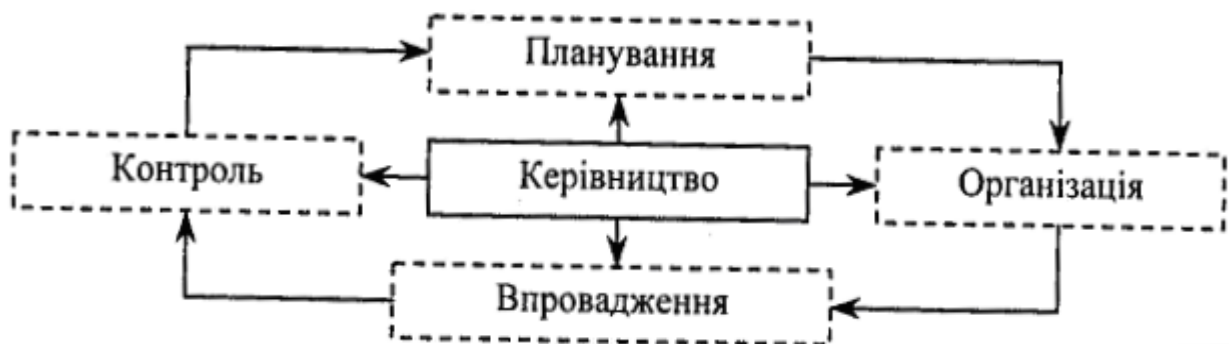 Планування
Контроль
Керівництво
Організація
Впровадження